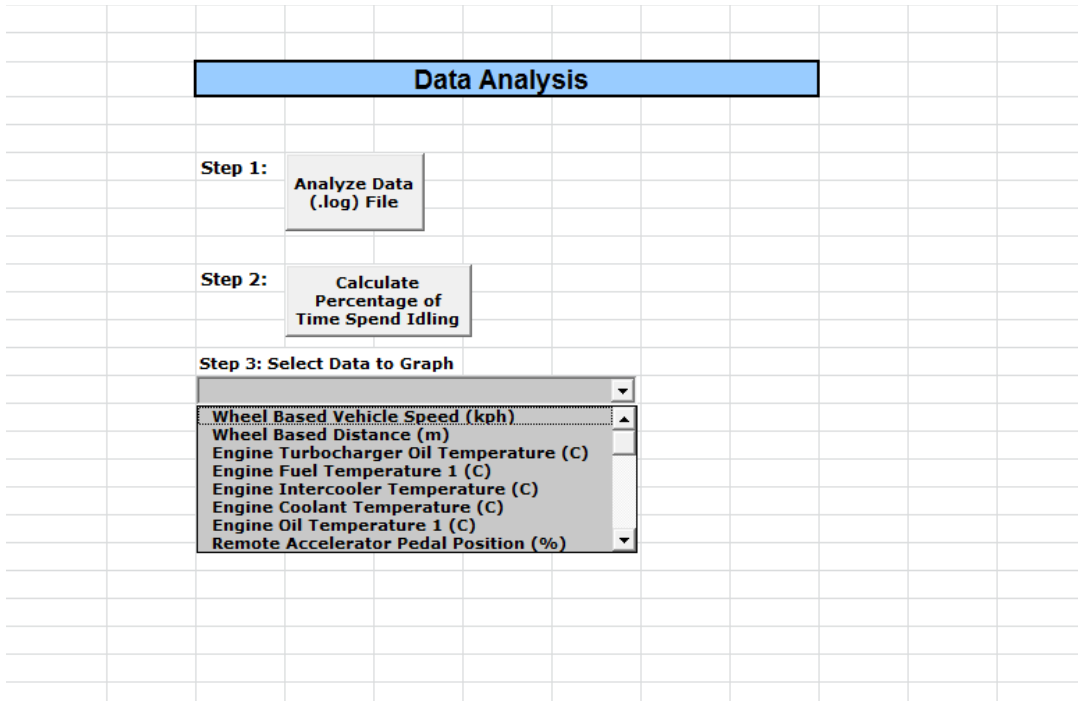 Data Analysis
Step 1:
Analyze Data
(.log) File
Step 2:
Calculate
Percentage of
Time Spend Idling
Step 3: Select Data to Graph
Wheel Based Vehicle Speed (kph)
Wheel Based Distance (m)
Engine Turbocharger Oil Temperature (C)
Engine Fuel Temperature 1 (C)
Engine Intercooler Temperature (C)
Engine Coolant Temperature (C)
Engine Oil Temperature 1 (C)
Remote Accelerator Pedal Position (%)